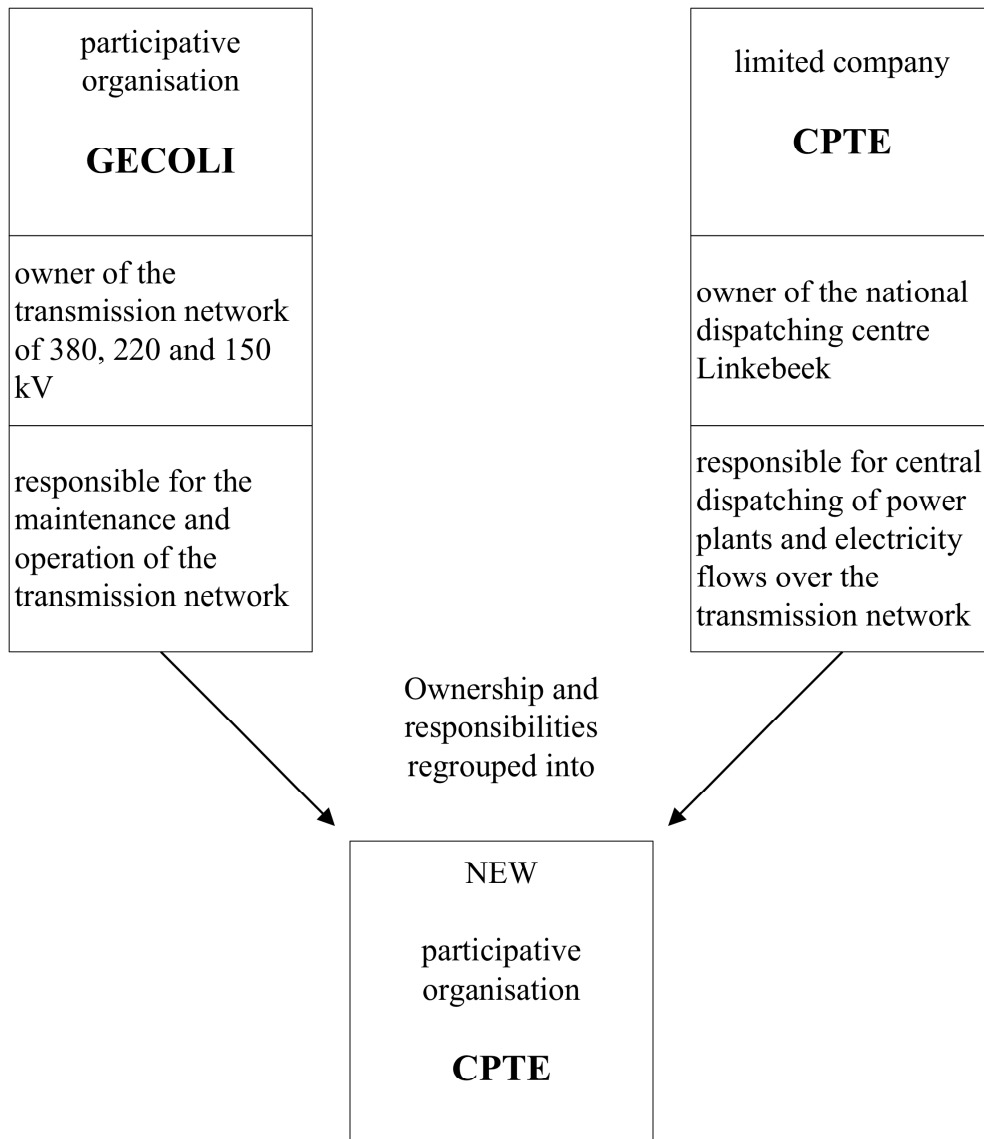 participative
organisation
GECOLI
owner of the
transmission network
of 380, 220 and 150
kV
responsible for the
maintenance and
operation of the
transmission network
limited company
CPTE
owner of the national
dispatching centre
Linkebeek
responsible for central
dispatching of power
plants and electricity
flows over the
transmission network
Ownership and
responsibilities
regrouped into
NEW
participative
organisation
CPTE